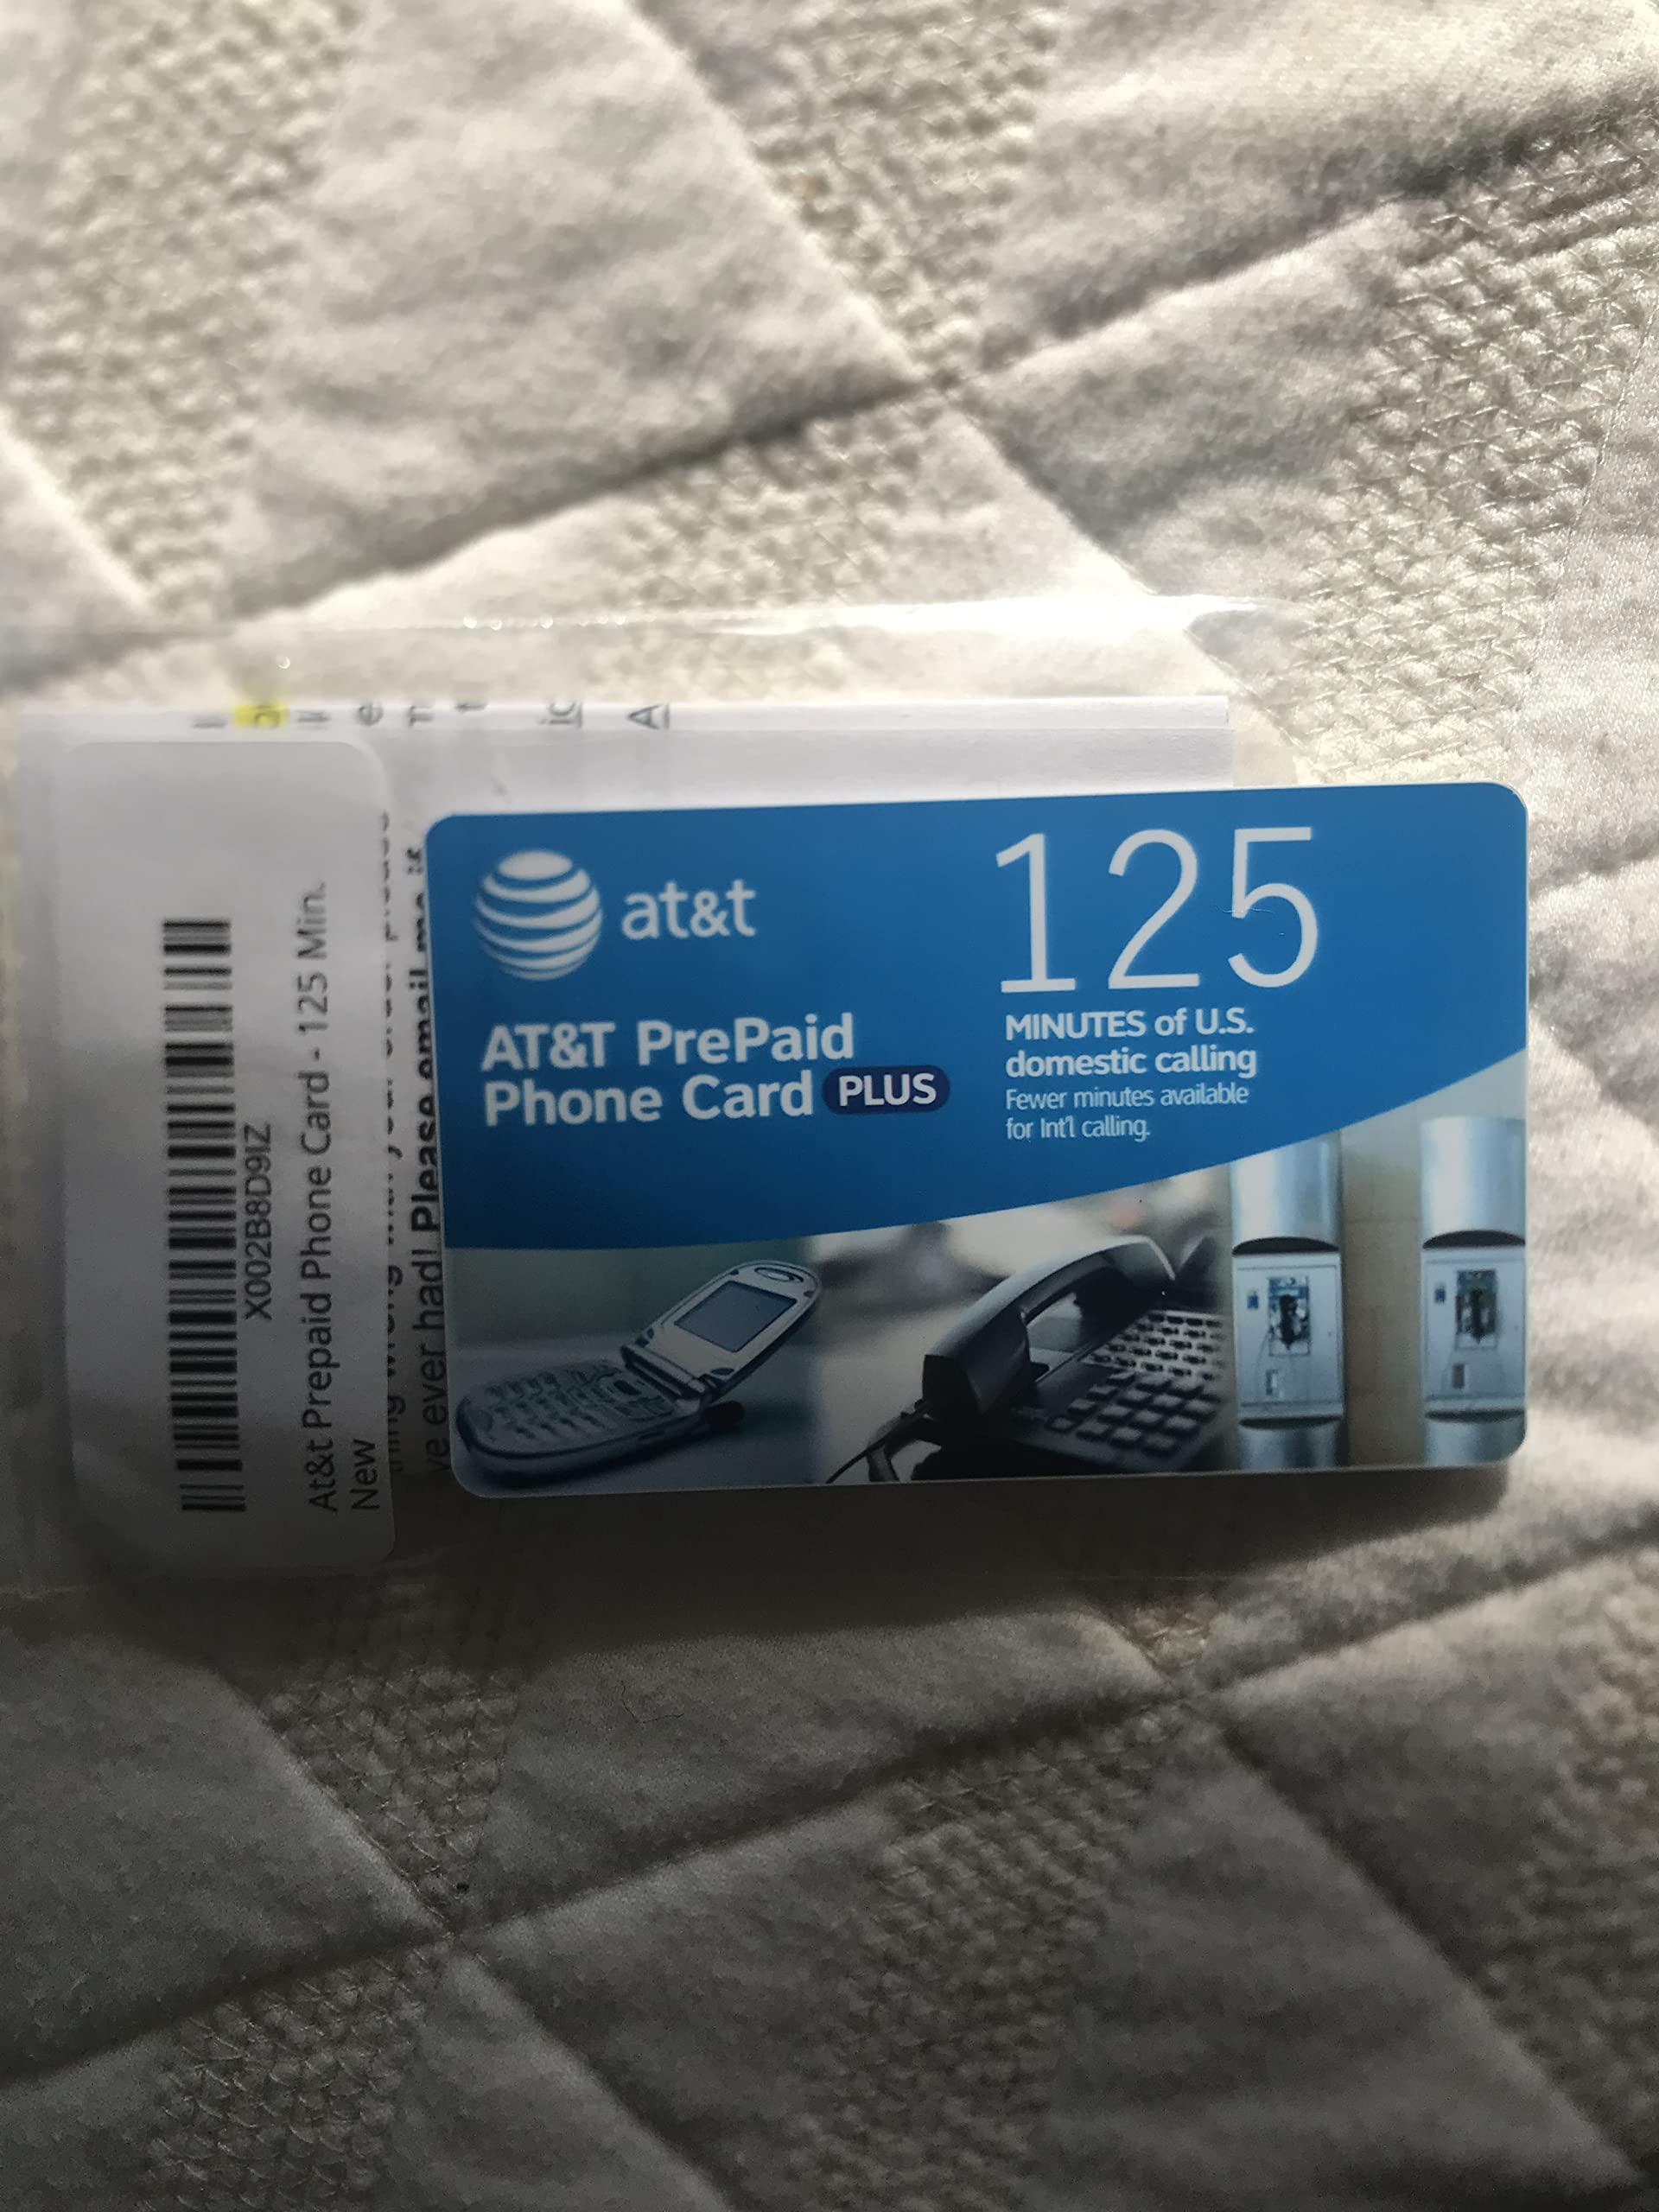 at&t
AT&T PrePaid
Phone Card PLUS
125
MINUTES of U.S.
domestic calling
Fewer minutes available
for Int'l calling.
X002B8D9IZ
At&t Prepaid Phone Card - 125 Min.
New
ve ever had! Please email me if